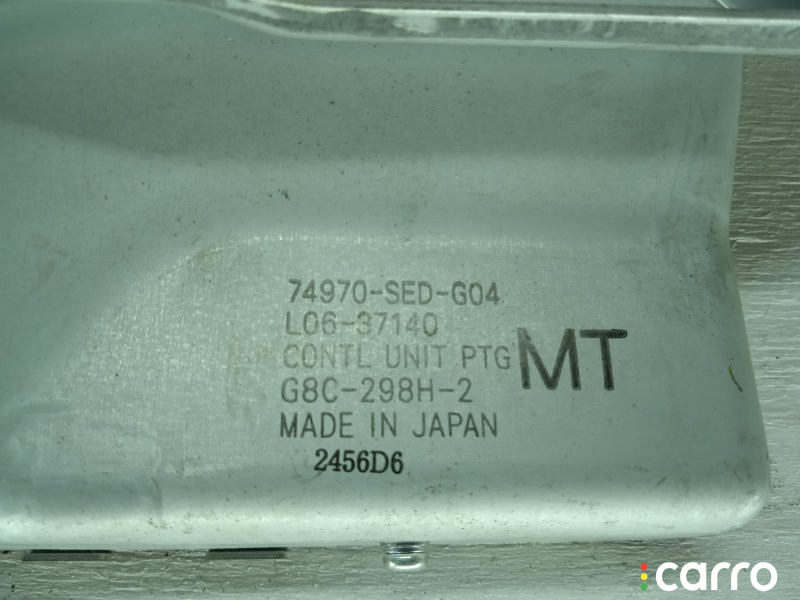 74970-SED-G04
L06-37140
CONTL UNIT PTG MT
G8C-298H-2
MADE IN JAPAN
2456D6
carro